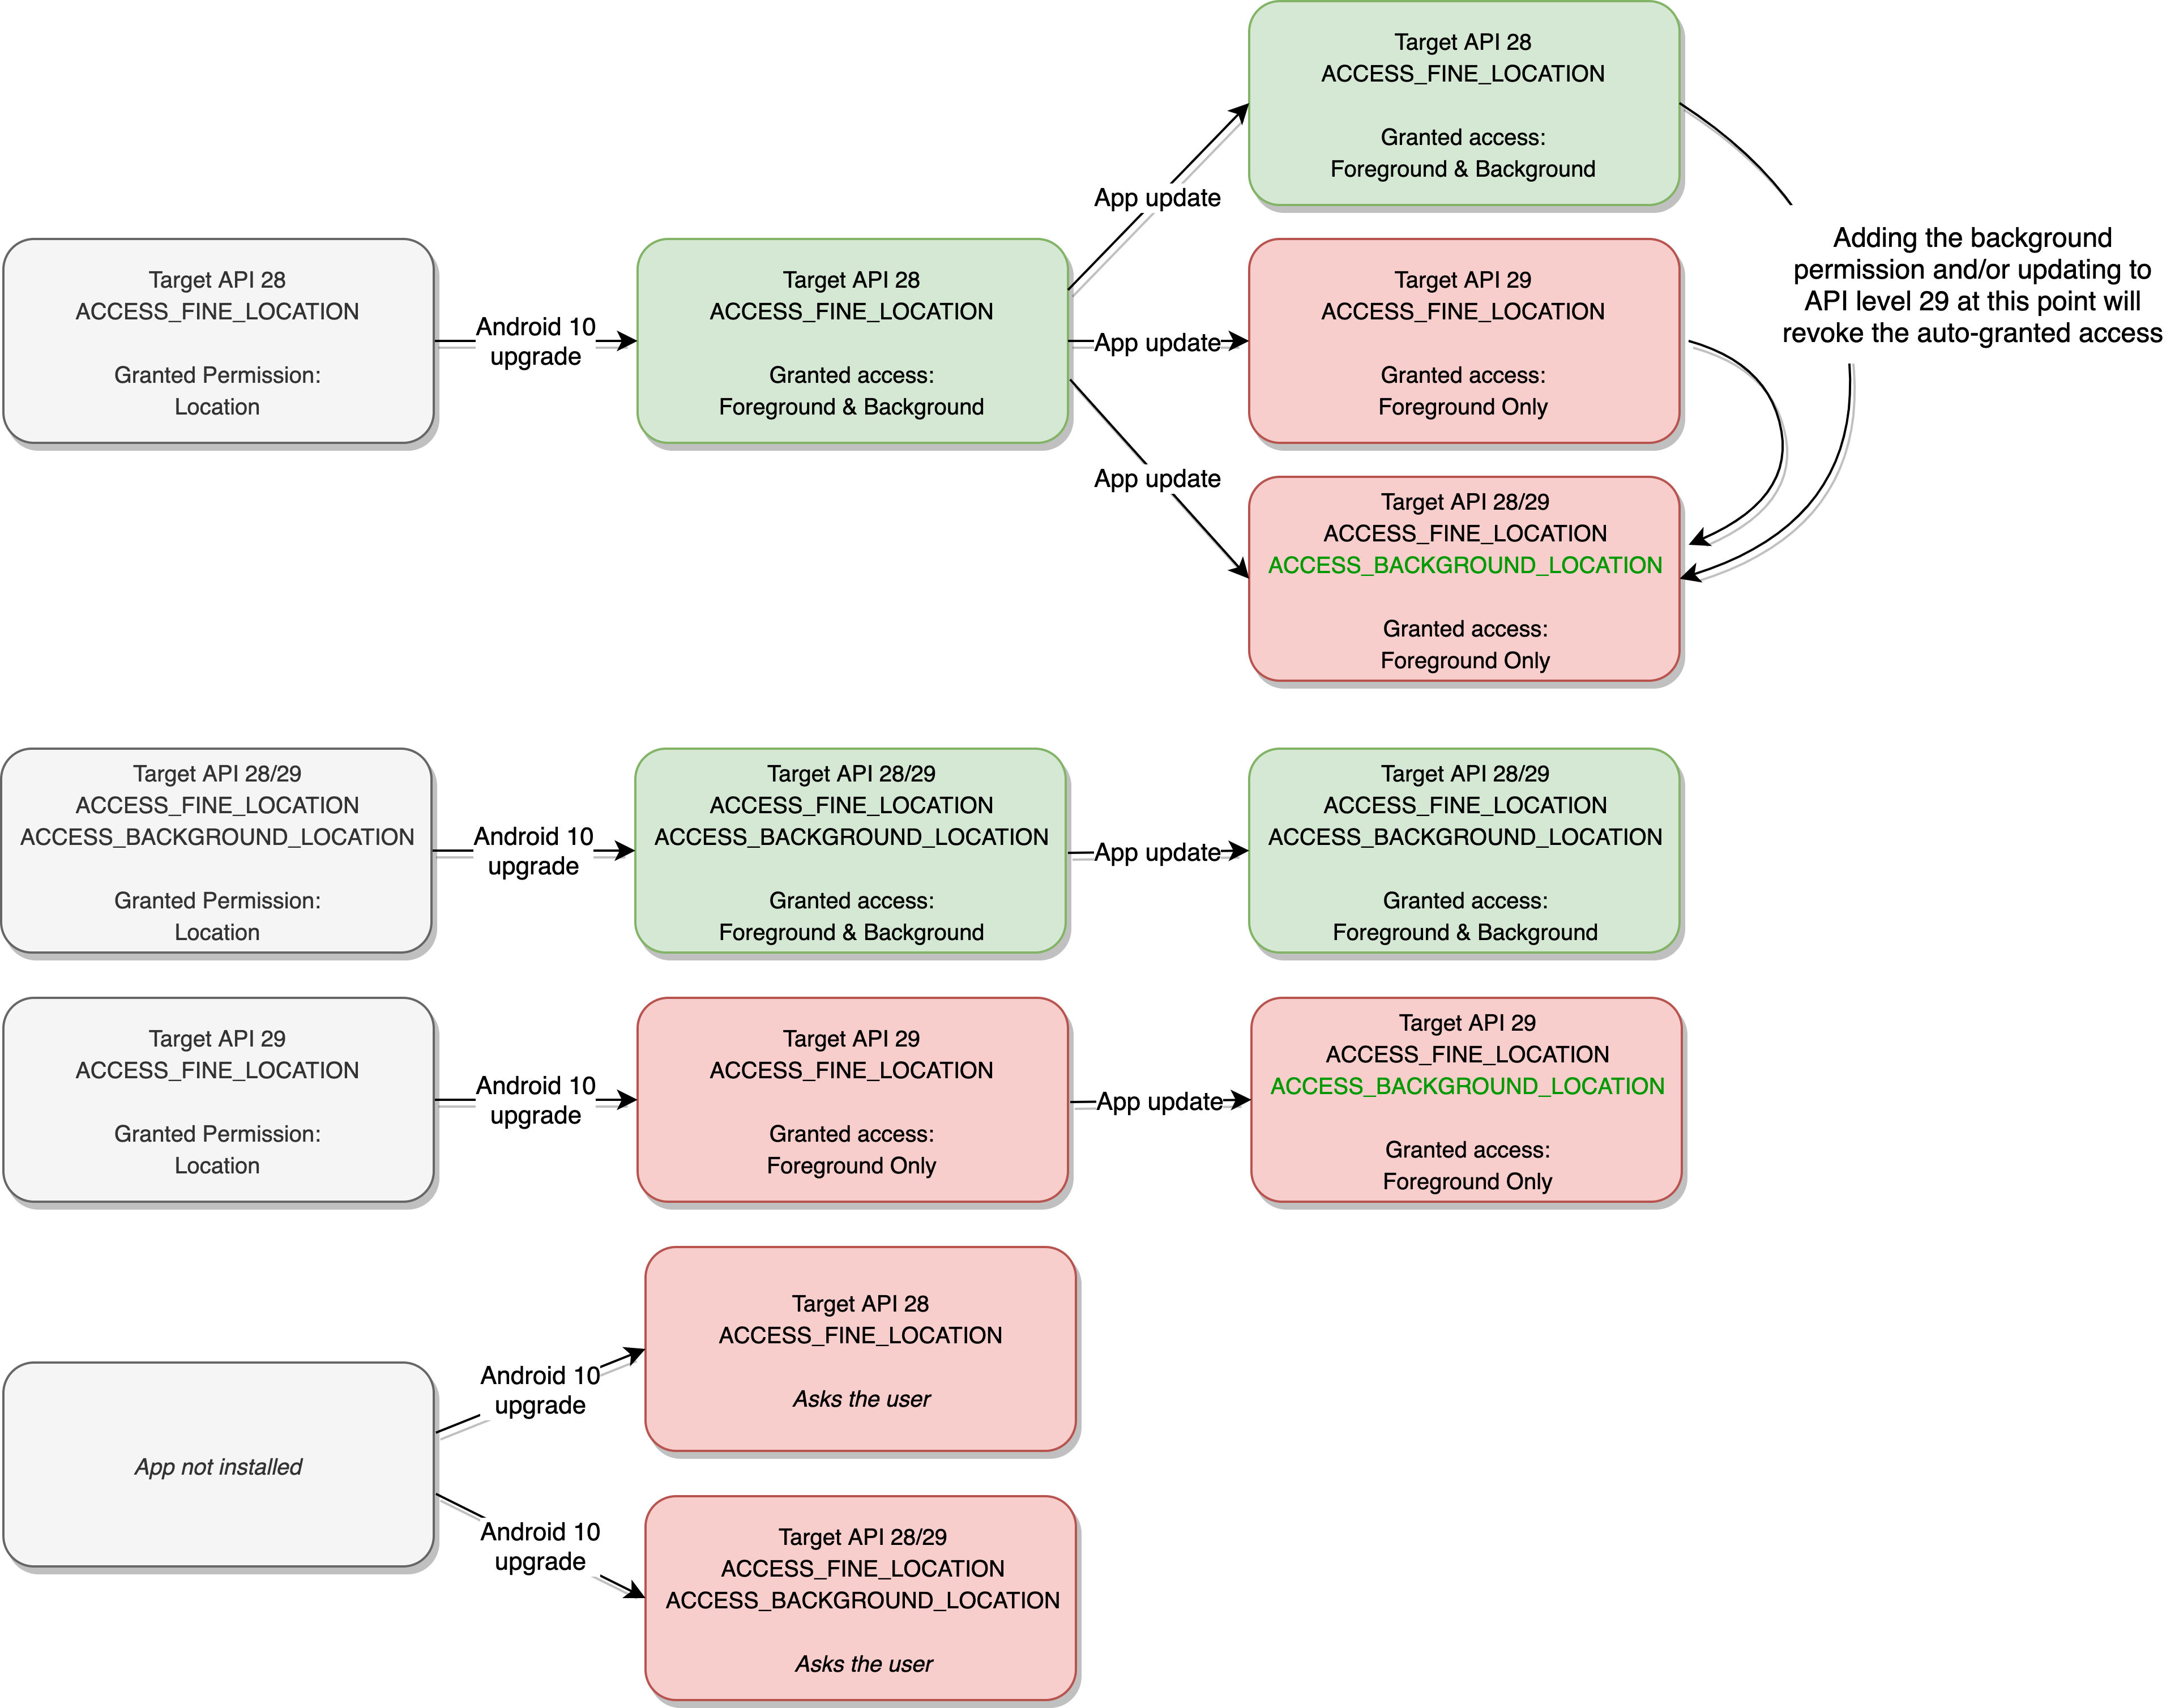 Target API 28
ACCESS_FINE_LOCATION
Granted access:
Foreground & Background
App update
Target API 28
ACCESS_FINE_LOCATION
Granted Permission:
Location
Android 10
upgrade
Target API 28
ACCESS_FINE_LOCATION
Granted access:
Foreground & Background
App update
Target API 29
ACCESS_FINE_LOCATION
Granted access:
Foreground Only
Adding the background
permission and/or updating to
API level 29 at this point will
revoke the auto-granted access
App update
Target API 28/29
ACCESS_FINE_LOCATION
ACCESS_BACKGROUND_LOCATION
Granted access:
Foreground Only
Target API 28/29
ACCESS_FINE_LOCATION
ACCESS_BACKGROUND_LOCATION
Granted Permission:
Location
Android 10
upgrade
Target API 28/29
ACCESS_FINE_LOCATION
ACCESS_BACKGROUND_LOCATION
Granted access:
Foreground & Background
App update
Target API 28/29
ACCESS_FINE_LOCATION
ACCESS_BACKGROUND_LOCATION
Granted access:
Foreground & Background
Target API 29
ACCESS_FINE_LOCATION
Granted Permission:
Location
Android 10
upgrade
Target API 29
ACCESS_FINE_LOCATION
Granted access:
Foreground Only
App update
Target API 29
ACCESS_FINE_LOCATION
ACCESS_BACKGROUND_LOCATION
Granted access:
Foreground Only
App not installed
Android 10
upgrade
Target API 28
ACCESS_FINE_LOCATION
Asks the user
Android 10
upgrade
Target API 28/29
ACCESS_FINE_LOCATION
ACCESS_BACKGROUND_LOCATION
Asks the user